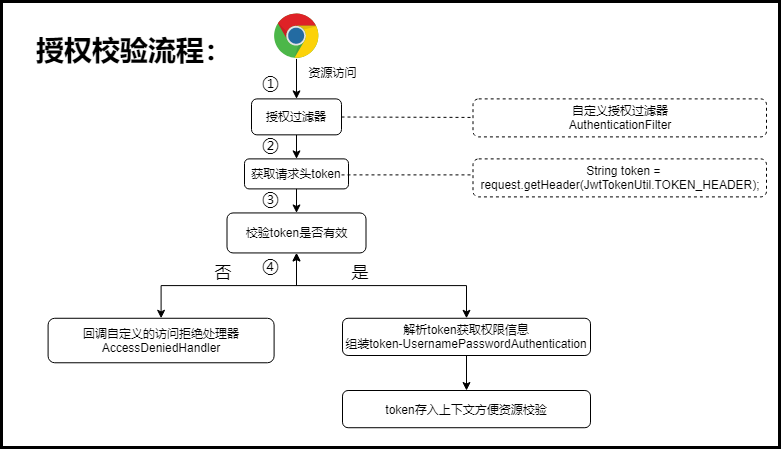 授权校验流程：
资源访问
①
授权过滤器
自定义授权过滤器
AuthenticationFilter
②
获取请求头token-
String token =
request.getHeader(JwtTokenUtil.TOKEN_HEADER);
③
校验token是否有效
④
否
是
回调自定义的访问拒绝处理器
AccessDeniedHandler
解析token获取权限信息
组装token-UsernamePasswordAuthentication
token存入上下文方便资源校验